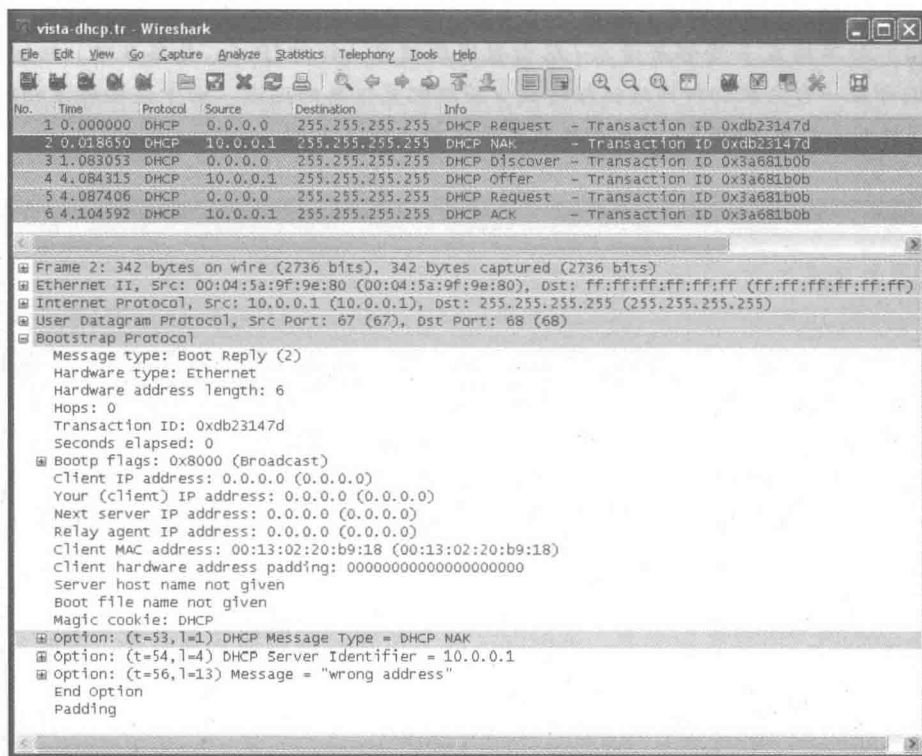 vista-dhcp.tr - Wireshark
File Edit View Go Capture Analyze Statistics Telephony Tools Help
No. Time Protocol Source Destination Info
1 0.000000 DHCP 0.0.0.0 255.255.255.255 DHCP Request - Transaction ID 0xdb23147d
2 0.018650 DHCP 10.0.0.1 255.255.255.255 DHCP NAK - Transaction ID 0xdb23147d
3 1.083053 DHCP 0.0.0.0 255.255.255.255 DHCP Discover - Transaction ID 0x3a681b0b
4 4.084315 DHCP 10.0.0.1 255.255.255.255 DHCP Offer - Transaction ID 0x3a681b0b
5 4.087406 DHCP 0.0.0.0 255.255.255.255 DHCP Request - Transaction ID 0x3a681b0b
6 4.104592 DHCP 10.0.0.1 255.255.255.255 DHCP ACK - Transaction ID 0x3a681b0b
Frame 2: 342 bytes on wire (2736 bits), 342 bytes captured (2736 bits)
Ethernet II, Src: 00:04:5a:9f:9e:80 (00:04:5a:9f:9e:80), Dst: ff:ff:ff:ff:ff:ff (ff:ff:ff:ff:ff:ff)
Internet Protocol, Src: 10.0.0.1 (10.0.0.1), Dst: 255.255.255.255 (255.255.255.255)
User Datagram Protocol, Src Port: 67 (67), Dst Port: 68 (68)
Bootstrap Protocol
Message type: Boot Reply (2)
Hardware type: Ethernet
Hardware address length: 6
Hops: 0
Transaction ID: 0xdb23147d
Seconds elapsed: 0
Bootp flags: 0x8000 (Broadcast)
Client IP address: 0.0.0.0 (0.0.0.0)
Your (client) IP address: 0.0.0.0 (0.0.0.0)
Next server IP address: 0.0.0.0 (0.0.0.0)
Relay agent IP address: 0.0.0.0 (0.0.0.0)
Client MAC address: 00:13:02:20:b9:18 (00:13:02:20:b9:18)
Client hardware address padding: 00000000000000000000
Server host name not given
Boot file name not given
Magic cookie: DHCP
Option: (t=53,l=1) DHCP Message Type = DHCP NAK
Option: (t=54,l=4) DHCP Server Identifier = 10.0.0.1
Option: (t=56,l=13) Message = "wrong address"
End Option
Padding